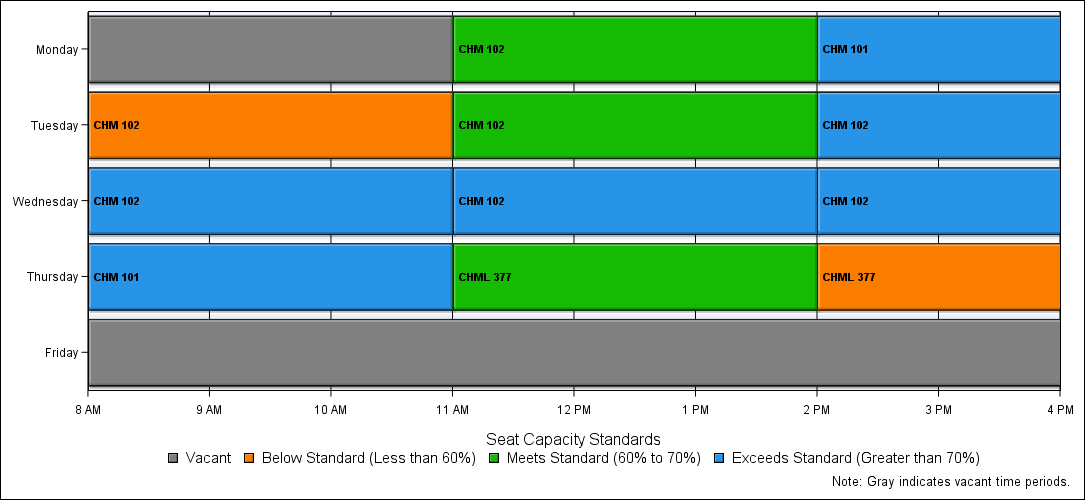 Monday
CHM 102
CHM 101
Tuesday
CHM 102
CHM 102
CHM 102
Wednesday
CHM 102
CHM 102
CHM 102
Thursday
CHM 101
CHML 377
CHML 377
Friday
8 AM 9 AM 10 AM 11 AM 12 PM 1 PM 2 PM 3 PM 4 PM
Seat Capacity Standards
Vacant Below Standard (Less than 60%) Meets Standard (60% to 70%) Exceeds Standard (Greater than 70%)
Note: Gray indicates vacant time periods.